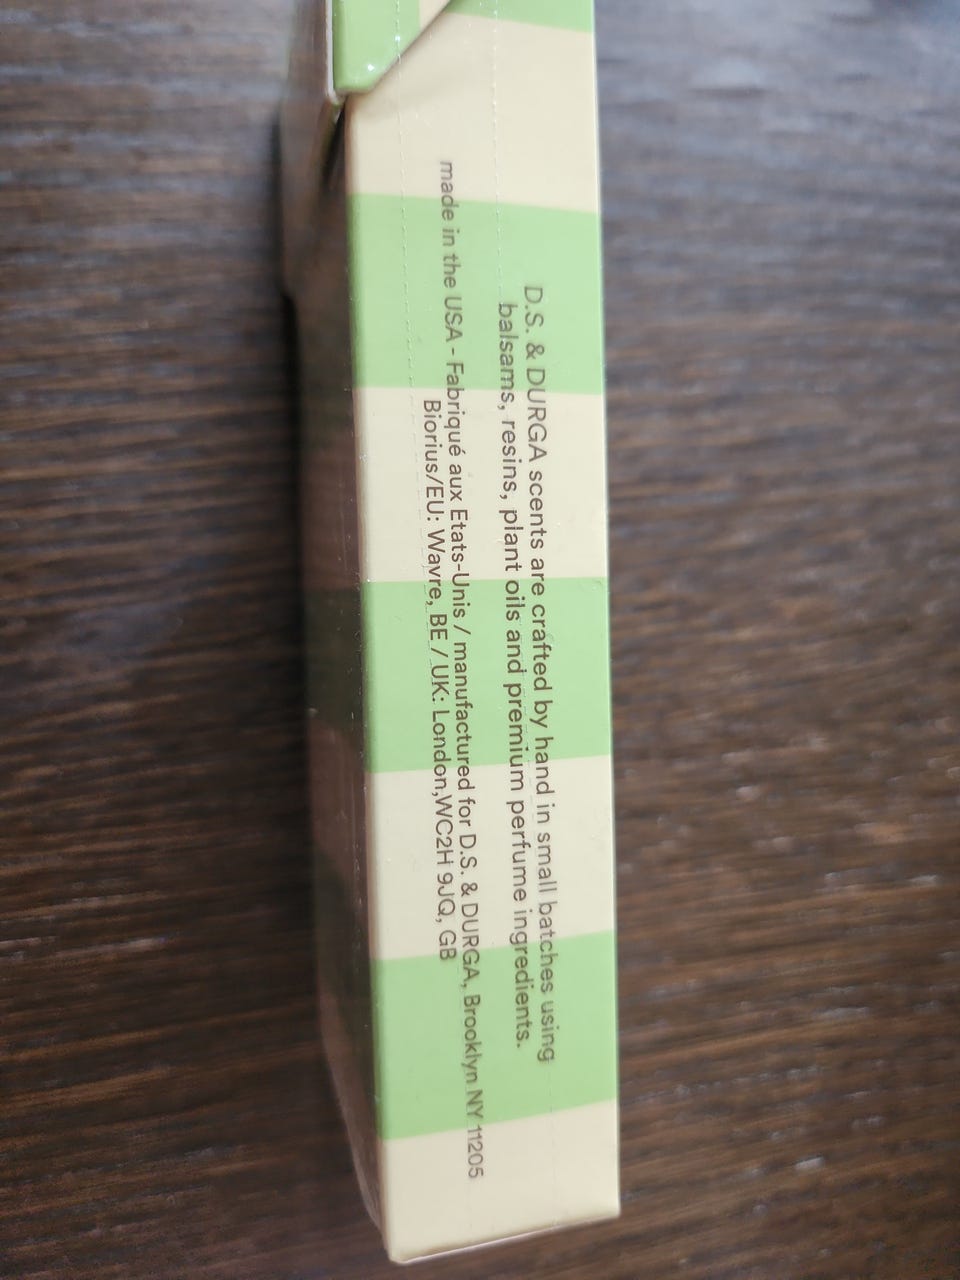 D.S. & DURGA scents are crafted by hand in small batches using
balsams, resins, plant oils and premium perfume ingredients.
made in the USA - Fabriqué aux Etats-Unis / manufactured for D.S. & DURGA, Brooklyn NY 11205
Biorius/EU: Wavre, BE / UK: London,WC2H 9JQ, GB